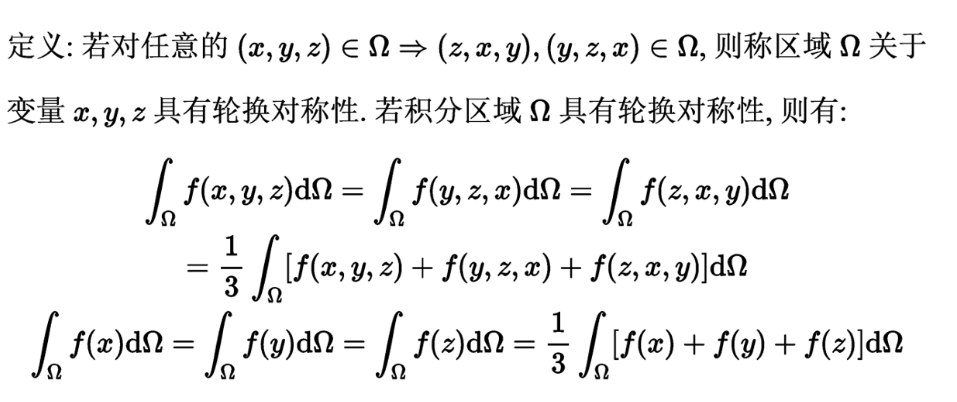 定义: 若对任意的 (x, y, z) ∈ Ω ⇒ (z, x, y), (y, z, x) ∈ Ω, 则称区域 Ω 关于
变量 x, y, z 具有轮换对称性. 若积分区域 Ω 具有轮换对称性, 则有:
∫_Ω f(x, y, z)dΩ = ∫_Ω f(y, z, x)dΩ = ∫_Ω f(z, x, y)dΩ
= 1/3 ∫_Ω [f(x, y, z) + f(y, z, x) + f(z, x, y)]dΩ
∫_Ω f(x)dΩ = ∫_Ω f(y)dΩ = ∫_Ω f(z)dΩ = 1/3 ∫_Ω [f(x) + f(y) + f(z)]dΩ